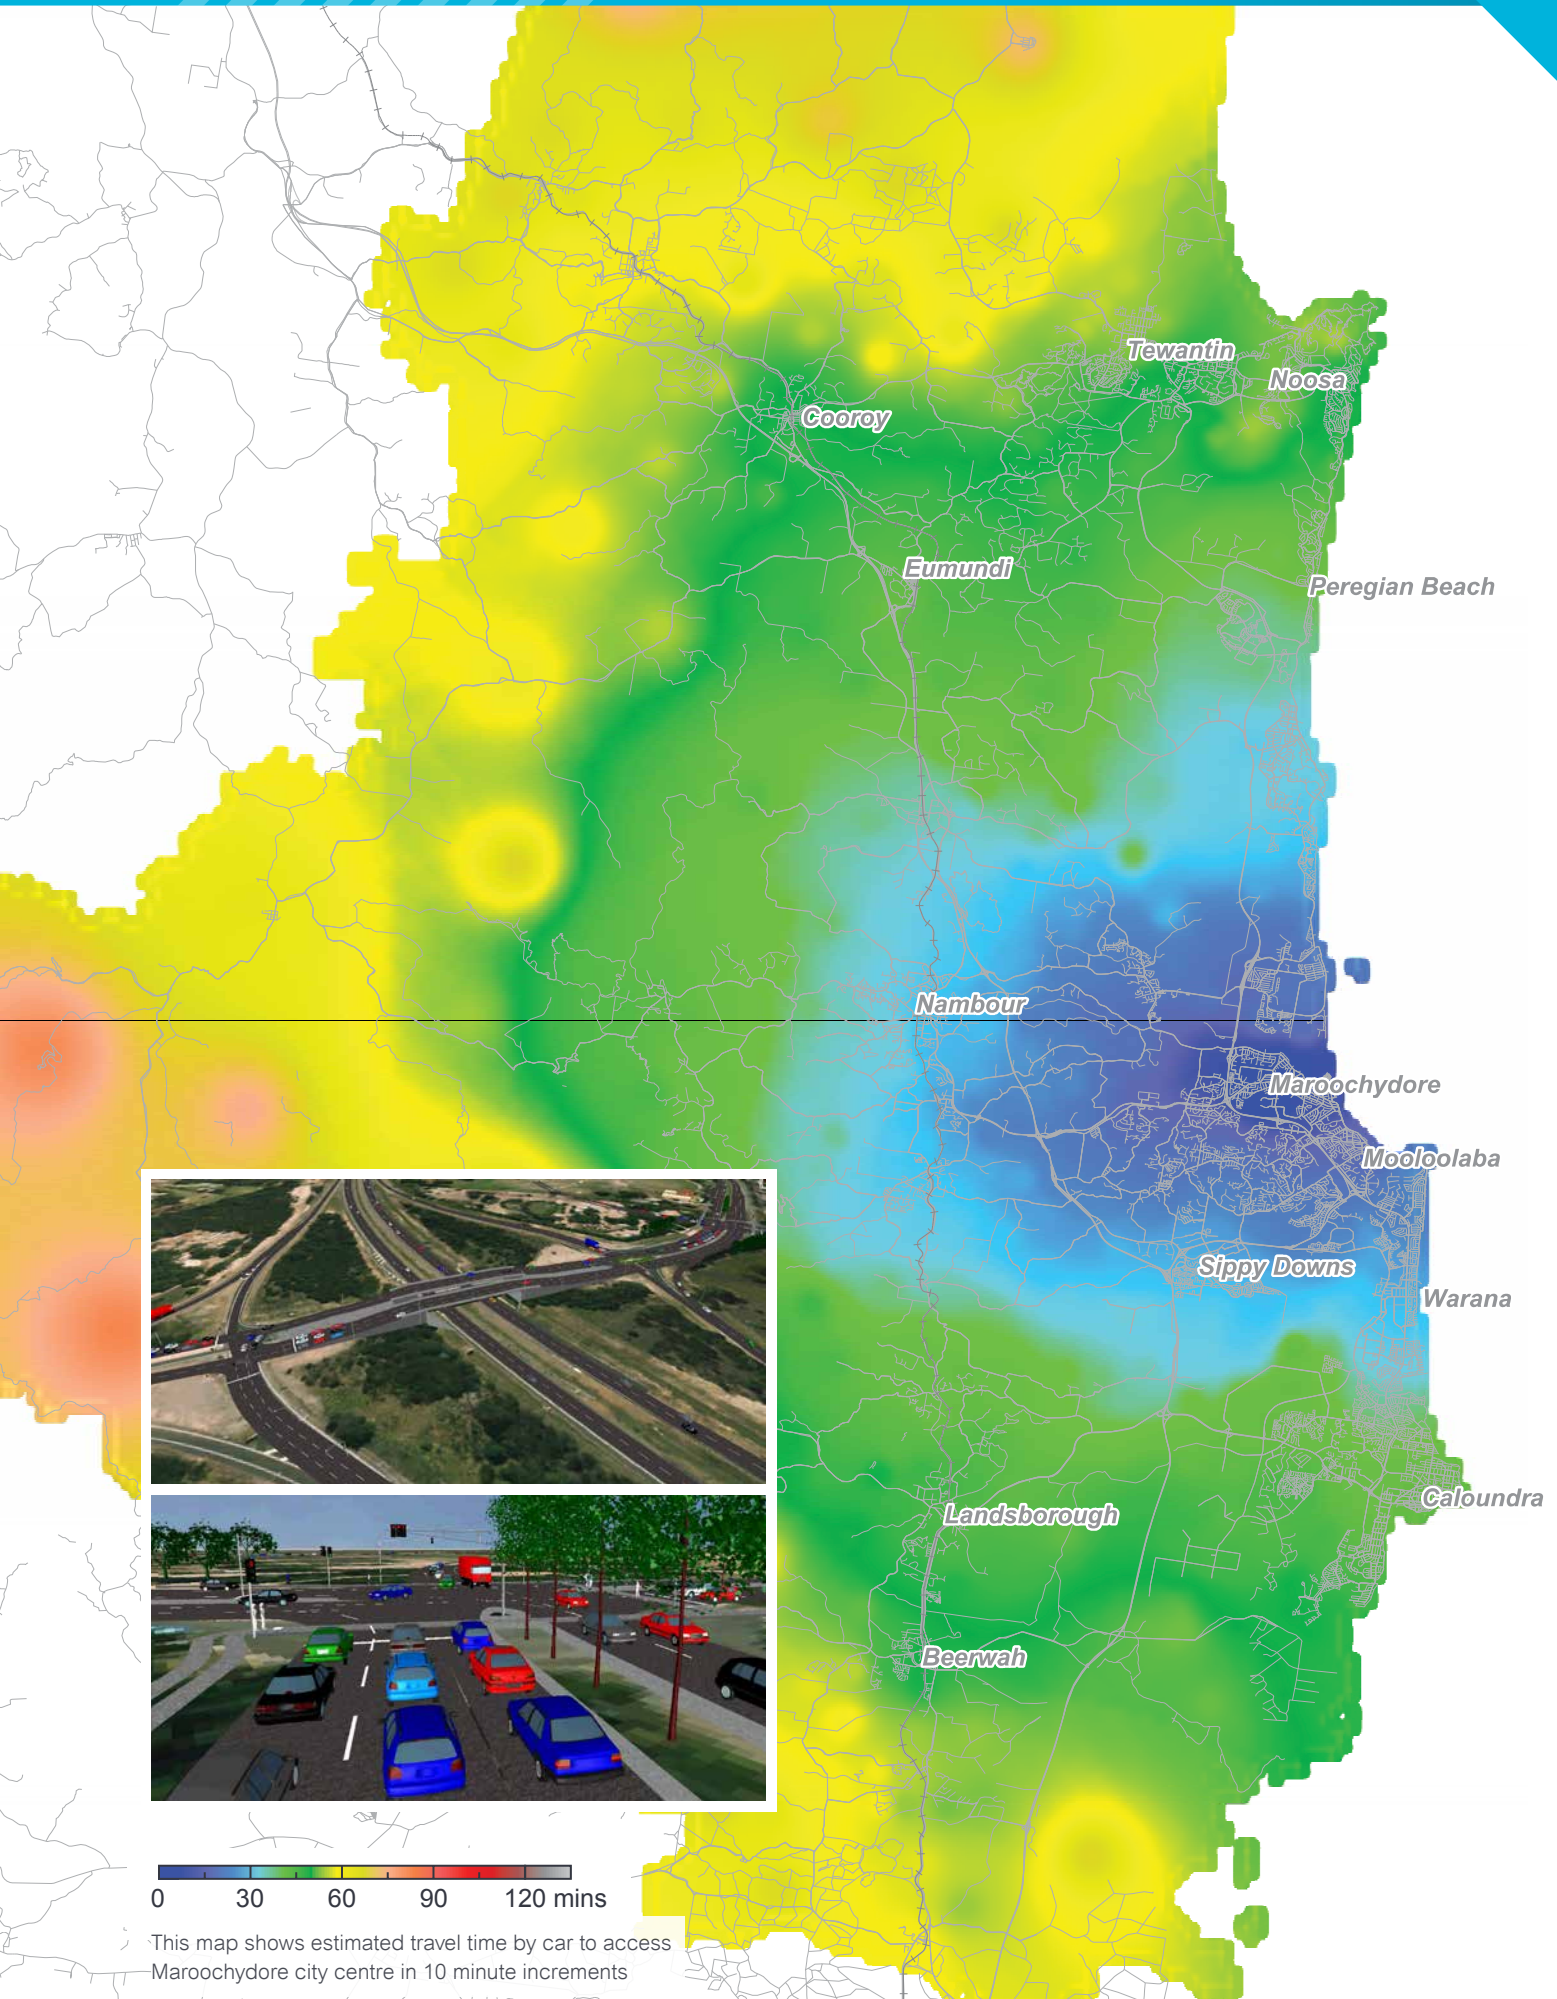 Tewantin
Noosa
Cooroy
Eumundi
Peregian Beach
Nambour
Maroochydore
Mooloolaba
Sippy Downs
Warana
Caloundra
Landsborough
Beerwah
0 30 60 90 120 mins
This map shows estimated travel time by car to access
Maroochydore city centre in 10 minute increments